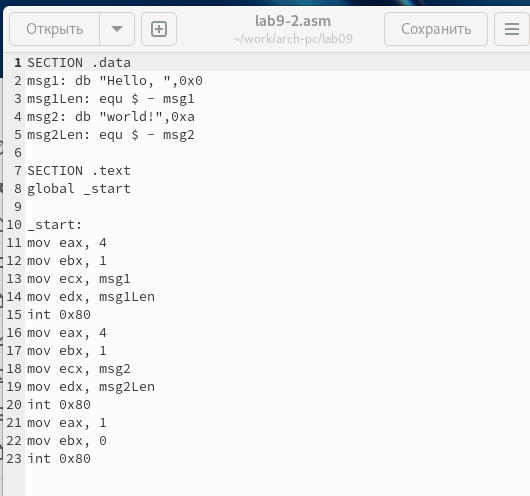 Открыть
lab9-2.asm
~/work/arch-pc/lab09
Сохранить
1 SECTION .data
2 msg1: db "Hello, ",0x0
3 msg1Len: equ $ - msg1
4 msg2: db "world!",0xa
5 msg2Len: equ $ - msg2
6
7 SECTION .text
8 global _start
9
10 _start:
11 mov eax, 4
12 mov ebx, 1
13 mov ecx, msg1
14 mov edx, msg1Len
15 int 0x80
16 mov eax, 4
17 mov ebx, 1
18 mov ecx, msg2
19 mov edx, msg2Len
20 int 0x80
21 mov eax, 1
22 mov ebx, 0
23 int 0x80